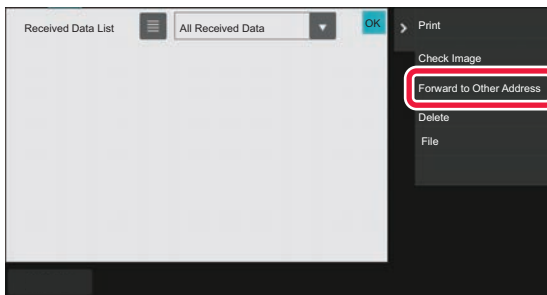 Received Data List
All Received Data
OK
Print
Check Image
Forward to Other Address
Delete
File